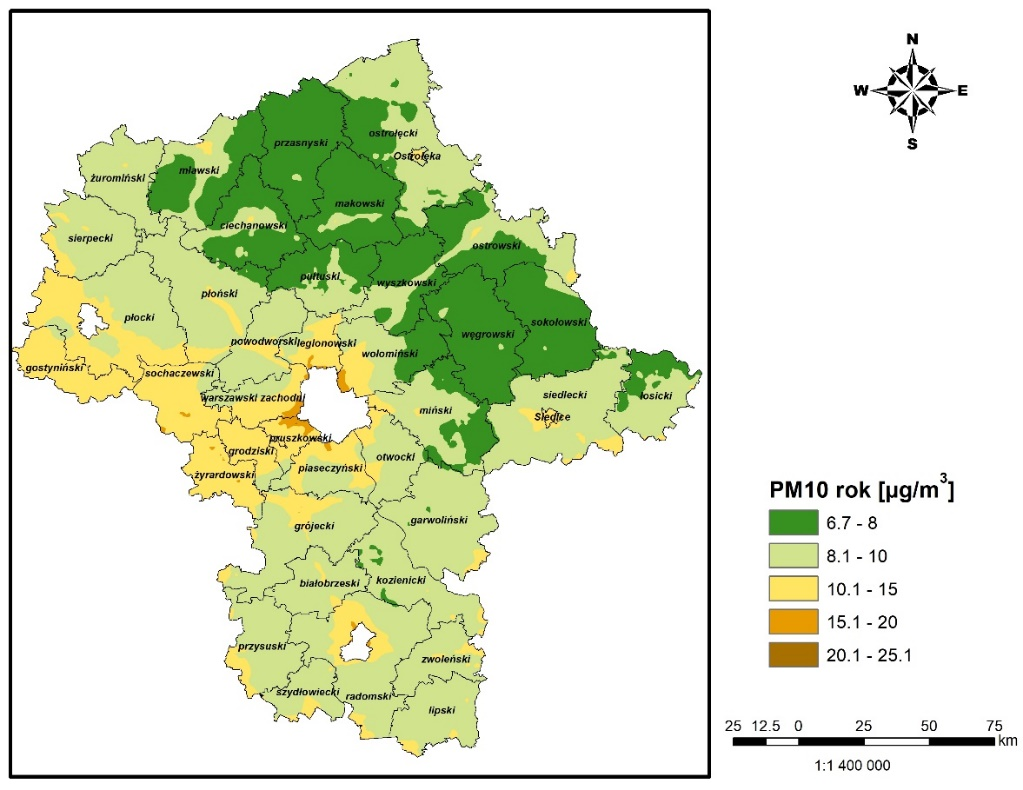 N
W E
S
ostrołęcki
przasnyski
Ostrołęka
mławski
żuromiński
makowski
ciechanowski
sierpecki
ostrowski
pułtuski
wyszkowski
płoński
płocki
sokołowski
węgrowski
powodworski
legionowski
wołomiński
gostyniński
sochaczewski
warszawski zachodni
siedlecki
łosicki
miński
Siedlce
pruszkowski
grodziski
otwocki
piaseczyński
żyrardowski
garwoliński
grójecki
białobrzeski
kozienicki
przysuski
zwoleński
szydłowiecki
radomski
lipski
PM10 rok [µg/m³]
6.7 - 8
8.1 - 10
10.1 - 15
15.1 - 20
20.1 - 25.1
25 12.5 0 25 50 75
km
1:1 400 000